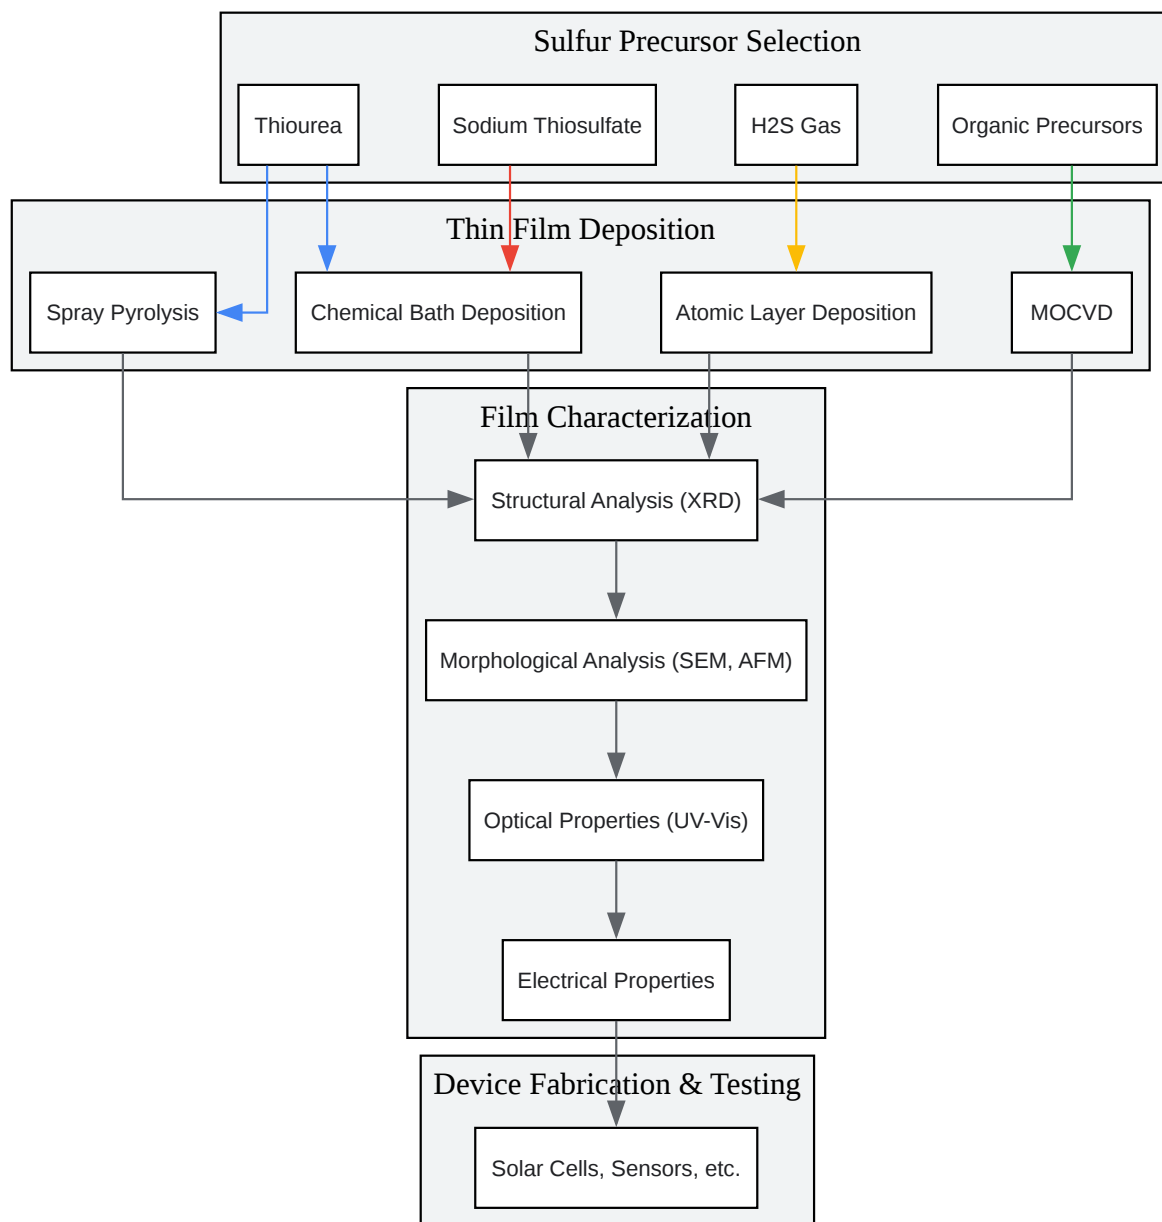 Sulfur Precursor Selection
Thiourea
Sodium Thiosulfate
H2S Gas
Organic Precursors
Thin Film Deposition
Spray Pyrolysis
Chemical Bath Deposition
Atomic Layer Deposition
MOCVD
Film Characterization
Structural Analysis (XRD)
Morphological Analysis (SEM, AFM)
Optical Properties (UV-Vis)
Electrical Properties
Device Fabrication & Testing
Solar Cells, Sensors, etc.